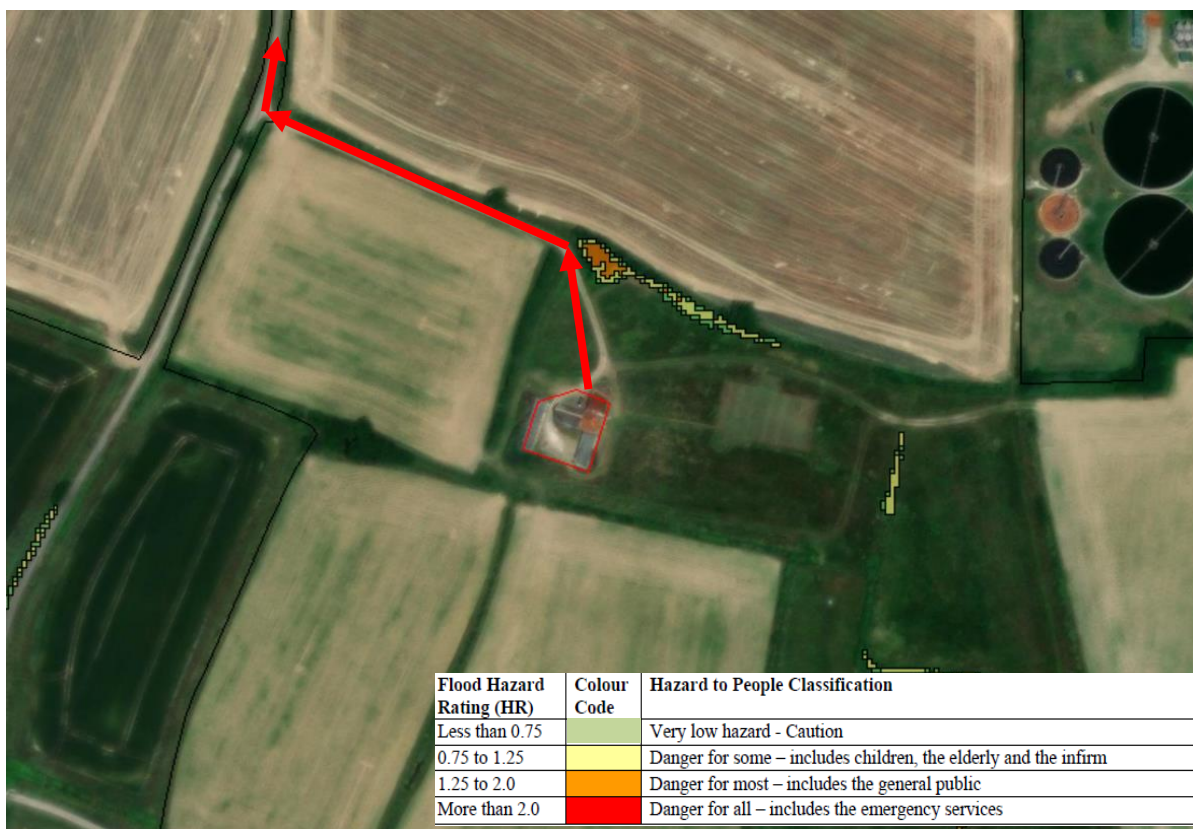 Flood Hazard Rating (HR) Colour Code Hazard to People Classification
Less than 0.75 Very low hazard - Caution
0.75 to 1.25 Danger for some – includes children, the elderly and the infirm
1.25 to 2.0 Danger for most – includes the general public
More than 2.0 Danger for all – includes the emergency services